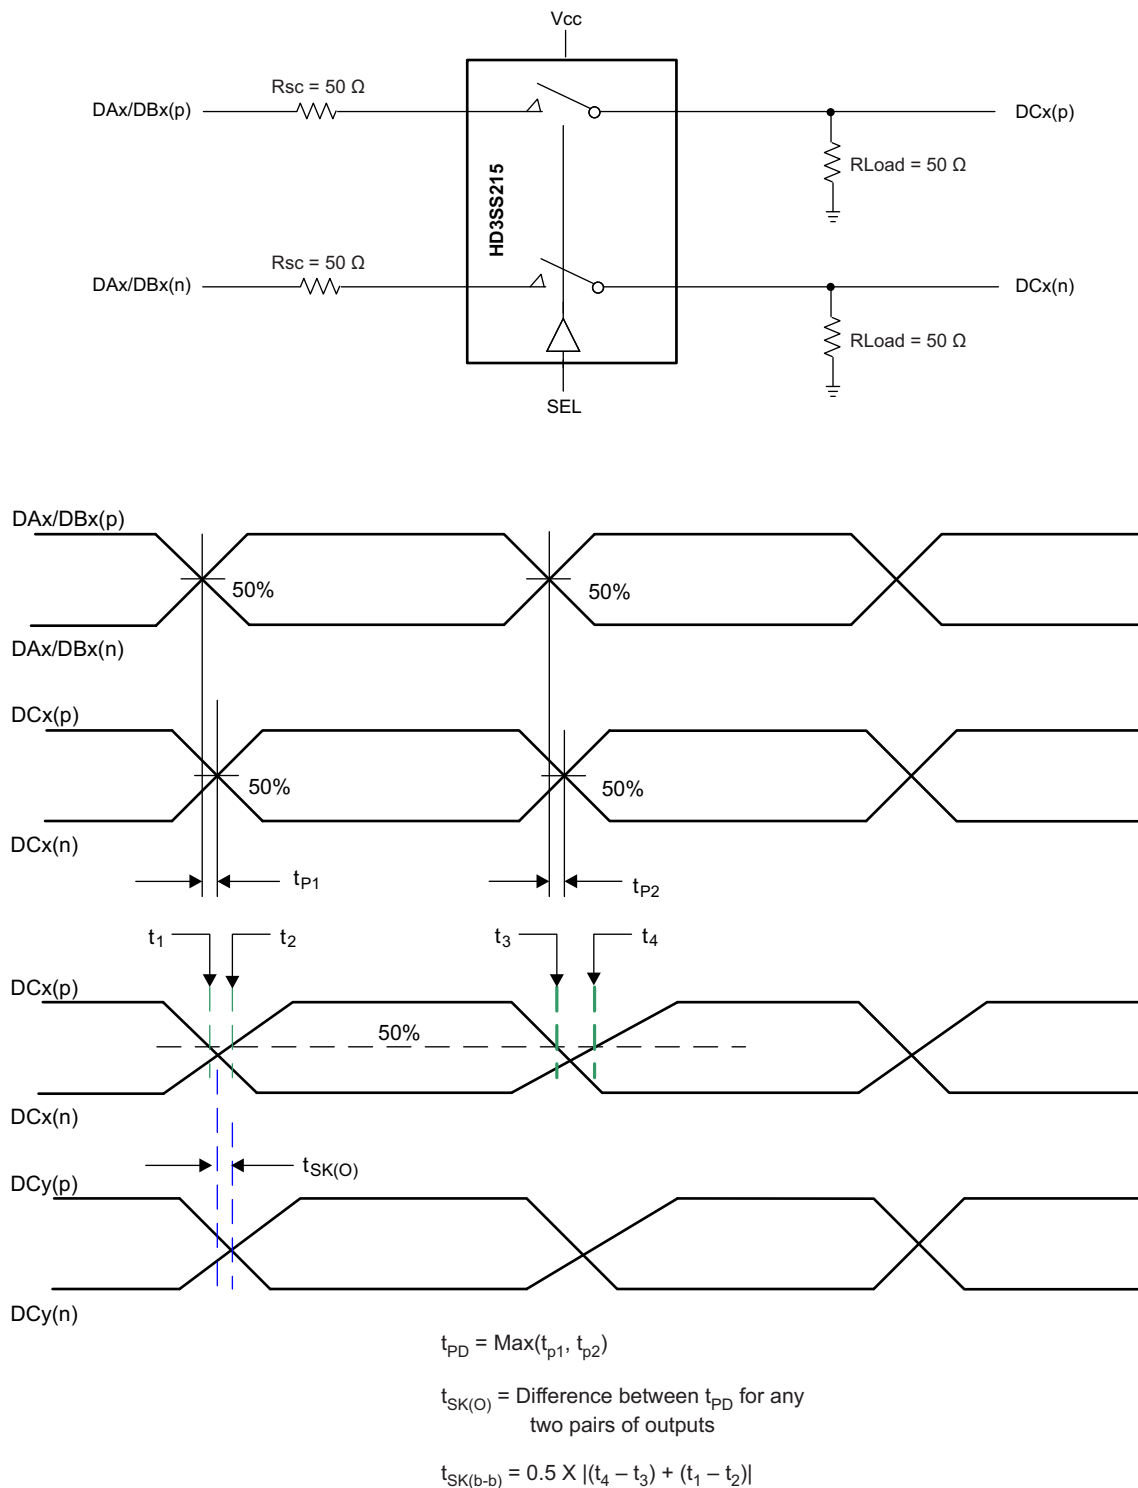 Vcc
Rsc = 50 Ω
DAx/DBx(p)
DCx(p)
RLoad = 50 Ω
HD3SS215
Rsc = 50 Ω
DAx/DBx(n)
DCx(n)
RLoad = 50 Ω
SEL
DAx/DBx(p)
50%
50%
DAx/DBx(n)
DCx(p)
50%
50%
DCx(n)
tP1
tP2
t1
t2
t3
t4
DCx(p)
50%
DCx(n)
tSK(O)
DCy(p)
DCy(n)
tPD = Max(tp1, tp2)
tSK(O) = Difference between tPD for any
two pairs of outputs
tSK(b-b) = 0.5 X |(t4 – t3) + (t1 – t2)|